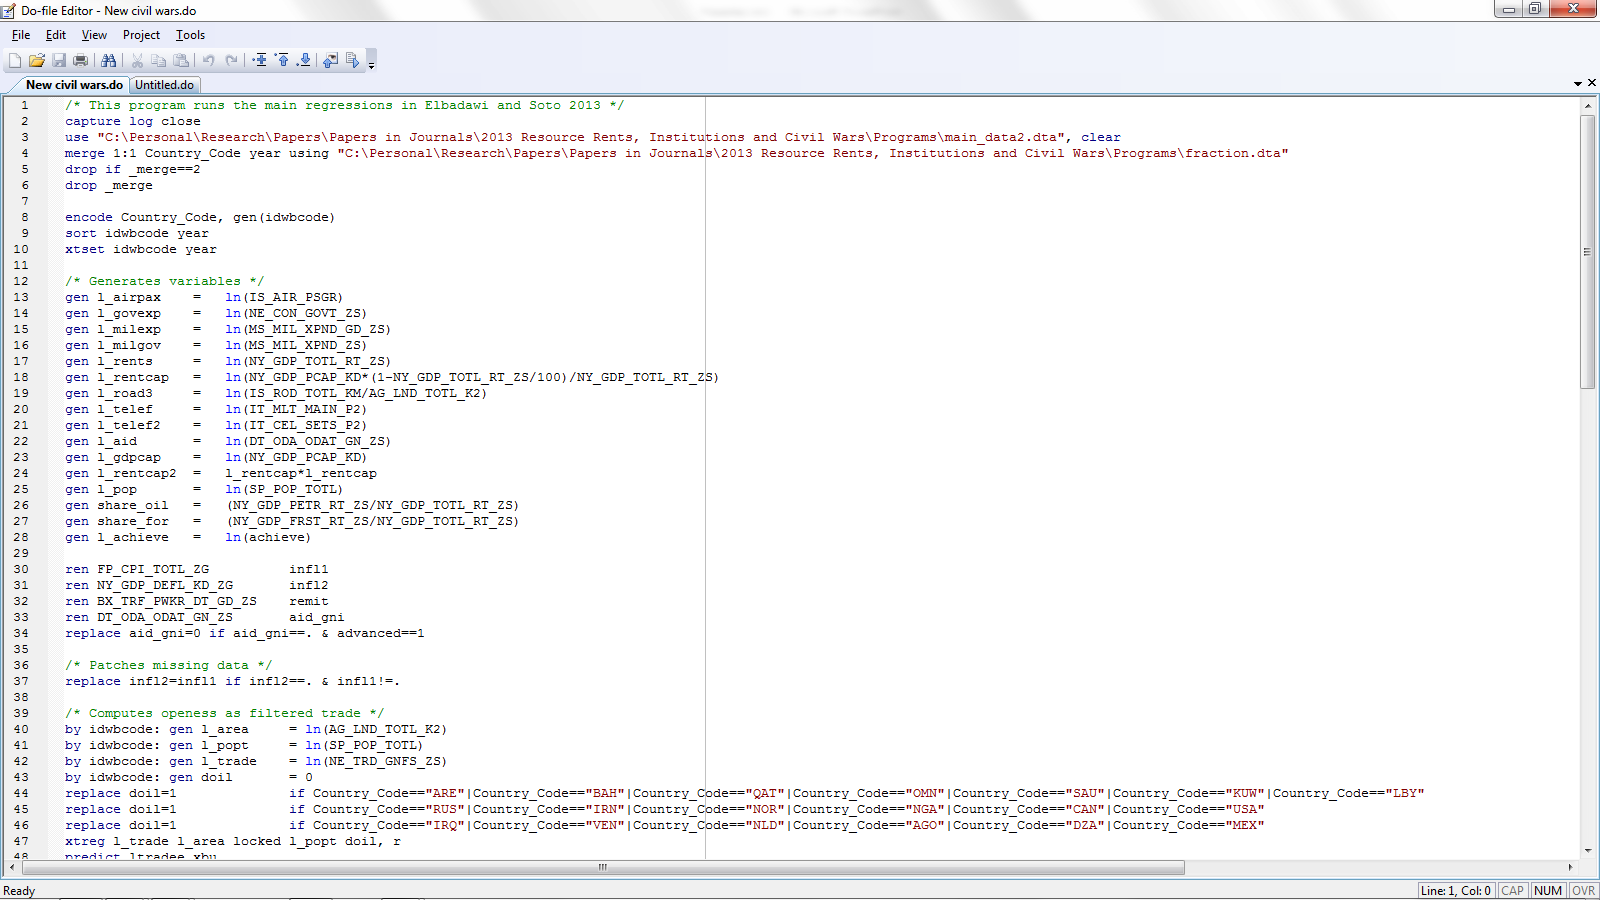 Do-file Editor - New civil wars.do
File Edit View Project Tools
New civil wars.do Untitled.do
1 /* This program runs the main regressions in Elbadawi and Soto 2013 */
2 capture log close
3 use "C:\Personal\Research\Papers\Papers in Journals\2013 Resource Rents, Institutions and Civil Wars\Programs\main_data2.dta", clear
4 merge 1:1 Country_Code year using "C:\Personal\Research\Papers\Papers in Journals\2013 Resource Rents, Institutions and Civil Wars\Programs\fraction.dta"
5 drop if _merge==2
6 drop _merge
7
8 encode Country_Code, gen(idwbcode)
9 sort idwbcode year
10 xtset idwbcode year
11
12 /* Generates variables */
13 gen l_airpax = ln(IS_AIR_PSGR)
14 gen l_govexp = ln(NE_CON_GOVT_ZS)
15 gen l_milexp = ln(MS_MIL_XPND_GD_ZS)
16 gen l_milgov = ln(MS_MIL_XPND_ZS)
17 gen l_rents = ln(NY_GDP_TOTL_RT_ZS)
18 gen l_rentcap = ln(NY_GDP_PCAP_KD*(1-NY_GDP_TOTL_RT_ZS/100)/NY_GDP_TOTL_RT_ZS)
19 gen l_road3 = ln(IS_ROD_TOTL_KM/AG_LND_TOTL_K2)
20 gen l_telef = ln(IT_MLT_MAIN_P2)
21 gen l_telef2 = ln(IT_CEL_SETS_P2)
22 gen l_aid = ln(DT_ODA_ODAT_GN_ZS)
23 gen l_gdpcap = ln(NY_GDP_PCAP_KD)
24 gen l_rentcap2 = l_rentcap*l_rentcap
25 gen l_pop = ln(SP_POP_TOTL)
26 gen share_oil = (NY_GDP_PETR_RT_ZS/NY_GDP_TOTL_RT_ZS)
27 gen share_for = (NY_GDP_FRST_RT_ZS/NY_GDP_TOTL_RT_ZS)
28 gen l_achieve = ln(achieve)
29
30 ren FP_CPI_TOTL_ZG infl1
31 ren NY_GDP_DEFL_KD_ZG infl2
32 ren BX_TRF_PWKR_DT_GD_ZS remit
33 ren DT_ODA_ODAT_GN_ZS aid_gni
34 replace aid_gni=0 if aid_gni==. & advanced==1
35
36 /* Patches missing data */
37 replace infl2=infl1 if infl2==. & infl1!=.
38
39 /* Computes openess as filtered trade */
40 by idwbcode: gen l_area = ln(AG_LND_TOTL_K2)
41 by idwbcode: gen l_popt = ln(SP_POP_TOTL)
42 by idwbcode: gen l_trade = ln(NE_TRD_GNFS_ZS)
43 by idwbcode: gen doil = 0
44 replace doil=1 if Country_Code=="ARE"|Country_Code=="BAH"|Country_Code=="QAT"|Country_Code=="OMN"|Country_Code=="SAU"|Country_Code=="KUW"|Country_Code=="LBY"
45 replace doil=1 if Country_Code=="RUS"|Country_Code=="IRN"|Country_Code=="NOR"|Country_Code=="NGA"|Country_Code=="CAN"|Country_Code=="USA"
46 replace doil=1 if Country_Code=="IRQ"|Country_Code=="VEN"|Country_Code=="NLD"|Country_Code=="AGO"|Country_Code=="DZA"|Country_Code=="MEX"
47 xtreg l_trade l_area locked l_popt doil, r
48 predict ltradee xbu
Ready Line: 1, Col: 0 CAP NUM OVR